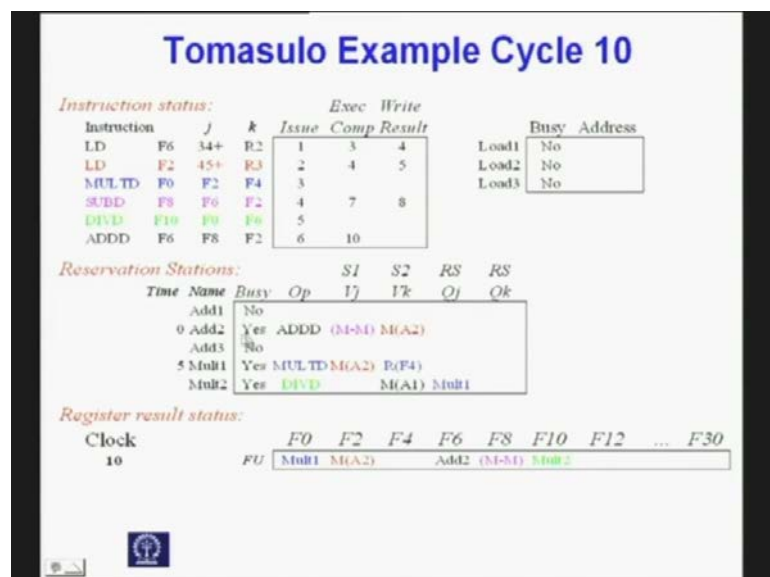 Tomasulo Example Cycle 10
Instruction status: Exec Write
Instruction j k Issue Comp Result Busy Address
LD F6 34+ R2 1 3 4 Load1 No
LD F2 45+ R3 2 4 5 Load2 No
MULTD F0 F2 F4 3 Load3 No
SUBD F8 F6 F2 4 7 8
DIVD F10 F0 F6 5
ADDD F6 F8 F2 6 10
Reservation Stations: S1 S2 RS RS
Time Name Busy Op Vj Vk Qj Qk
Add1 No
0 Add2 Yes ADDD (M-M) M(A2)
Add3 No
5 Mult1 Yes MULTD M(A2) R(F4)
Mult2 Yes DIVD M(A1) Mult1
Register result status:
Clock F0 F2 F4 F6 F8 F10 F12 ... F30
10 FU Mult1 M(A2) Add2 (M-M) Mult2